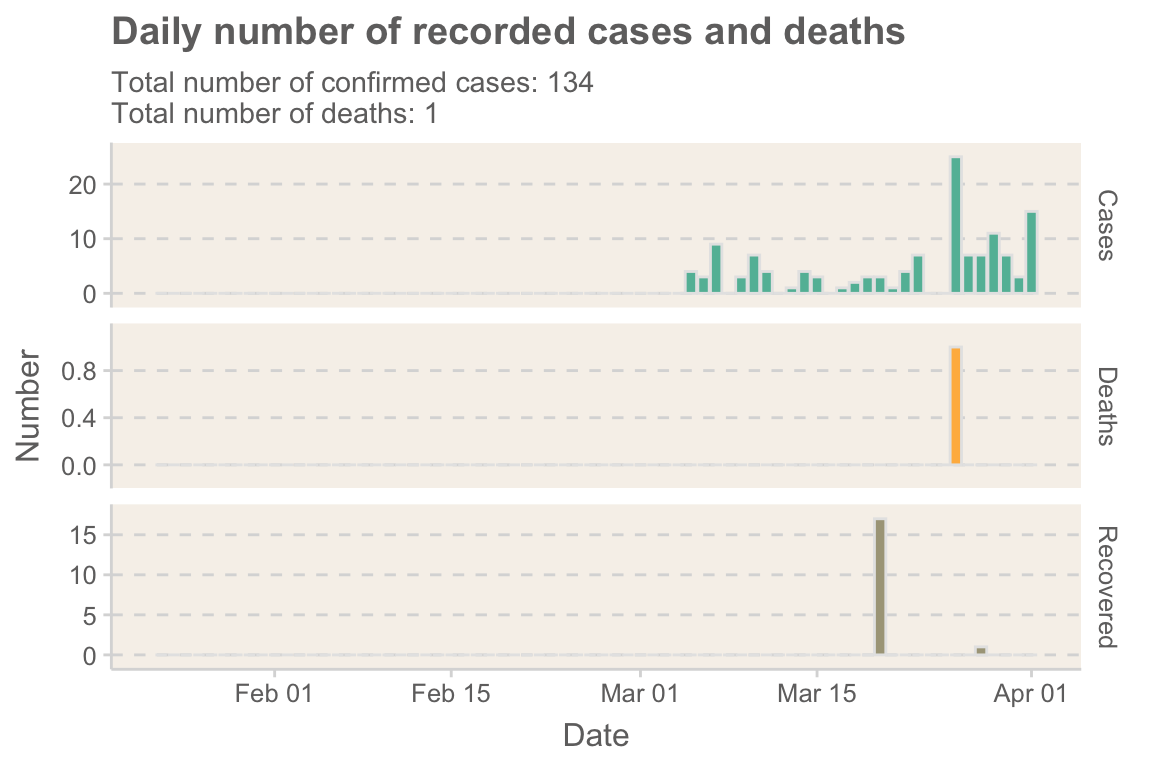 Daily number of recorded cases and deaths
Total number of confirmed cases: 134
Total number of deaths: 1
20
10
0
Cases
0.8
0.4
0.0
Deaths
15
10
5
0
Recovered
Number
Feb 01 Feb 15 Mar 01 Mar 15 Apr 01
Date